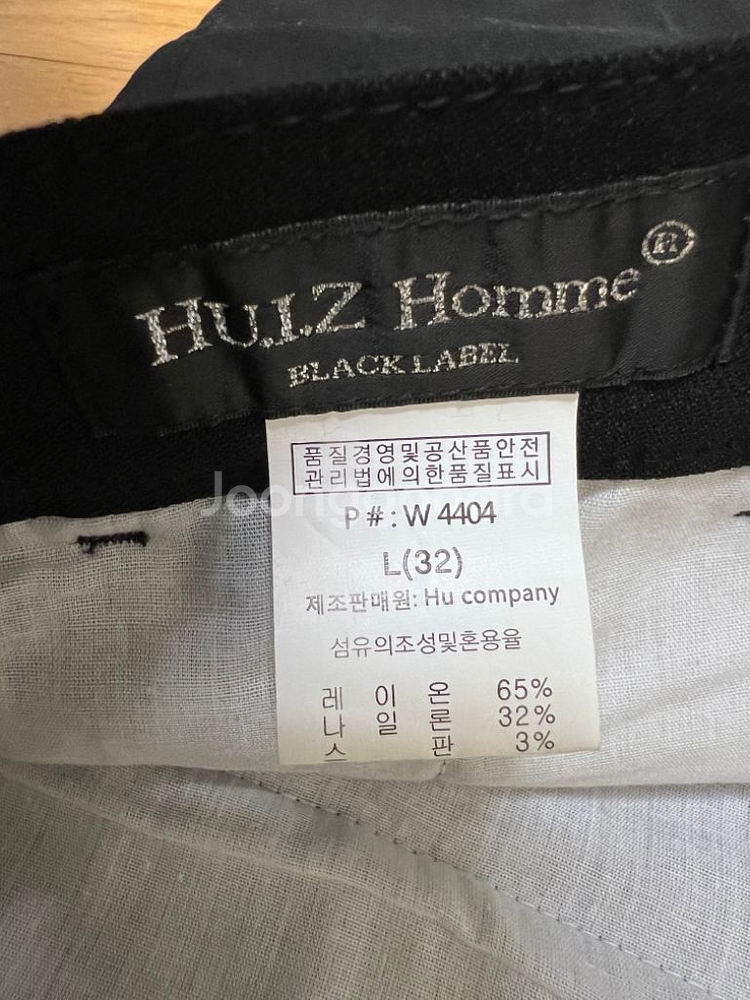 HU.I.Z Homme ®
BLACK LABEL
품질경영및공산품안전
관리법에의한품질표시
P # : W 4404
L(32)
제조판매원: Hu company
섬유의조성및혼용율
레 이 온 65%
나 일 론 32%
스 판 3%